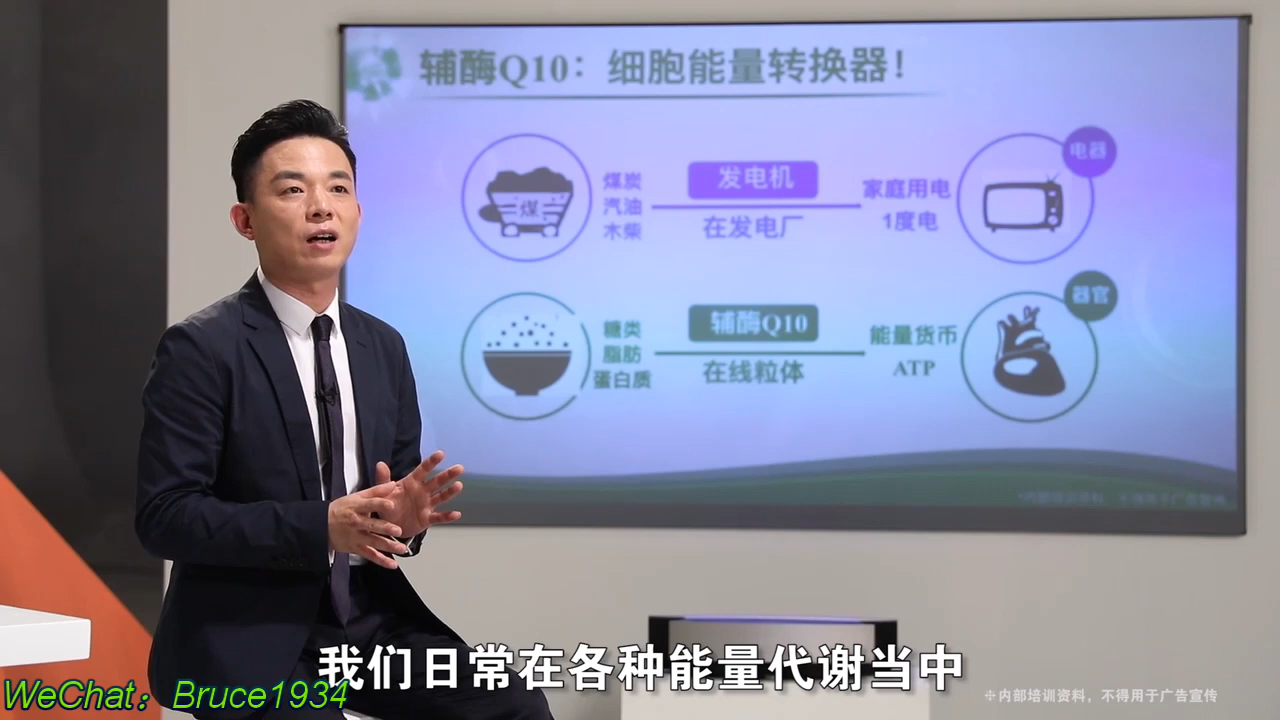 辅酶Q10：细胞能量转换器！
电器
煤
煤炭
汽油
木柴
发电机
在发电厂
家庭用电
1度电
器官
糖类
脂肪
蛋白质
辅酶Q10
在线粒体
能量货币
ATP
我们日常在各种能量代谢当中
WeChat：Bruce1934
※内部培训资料，不得用于广告宣传